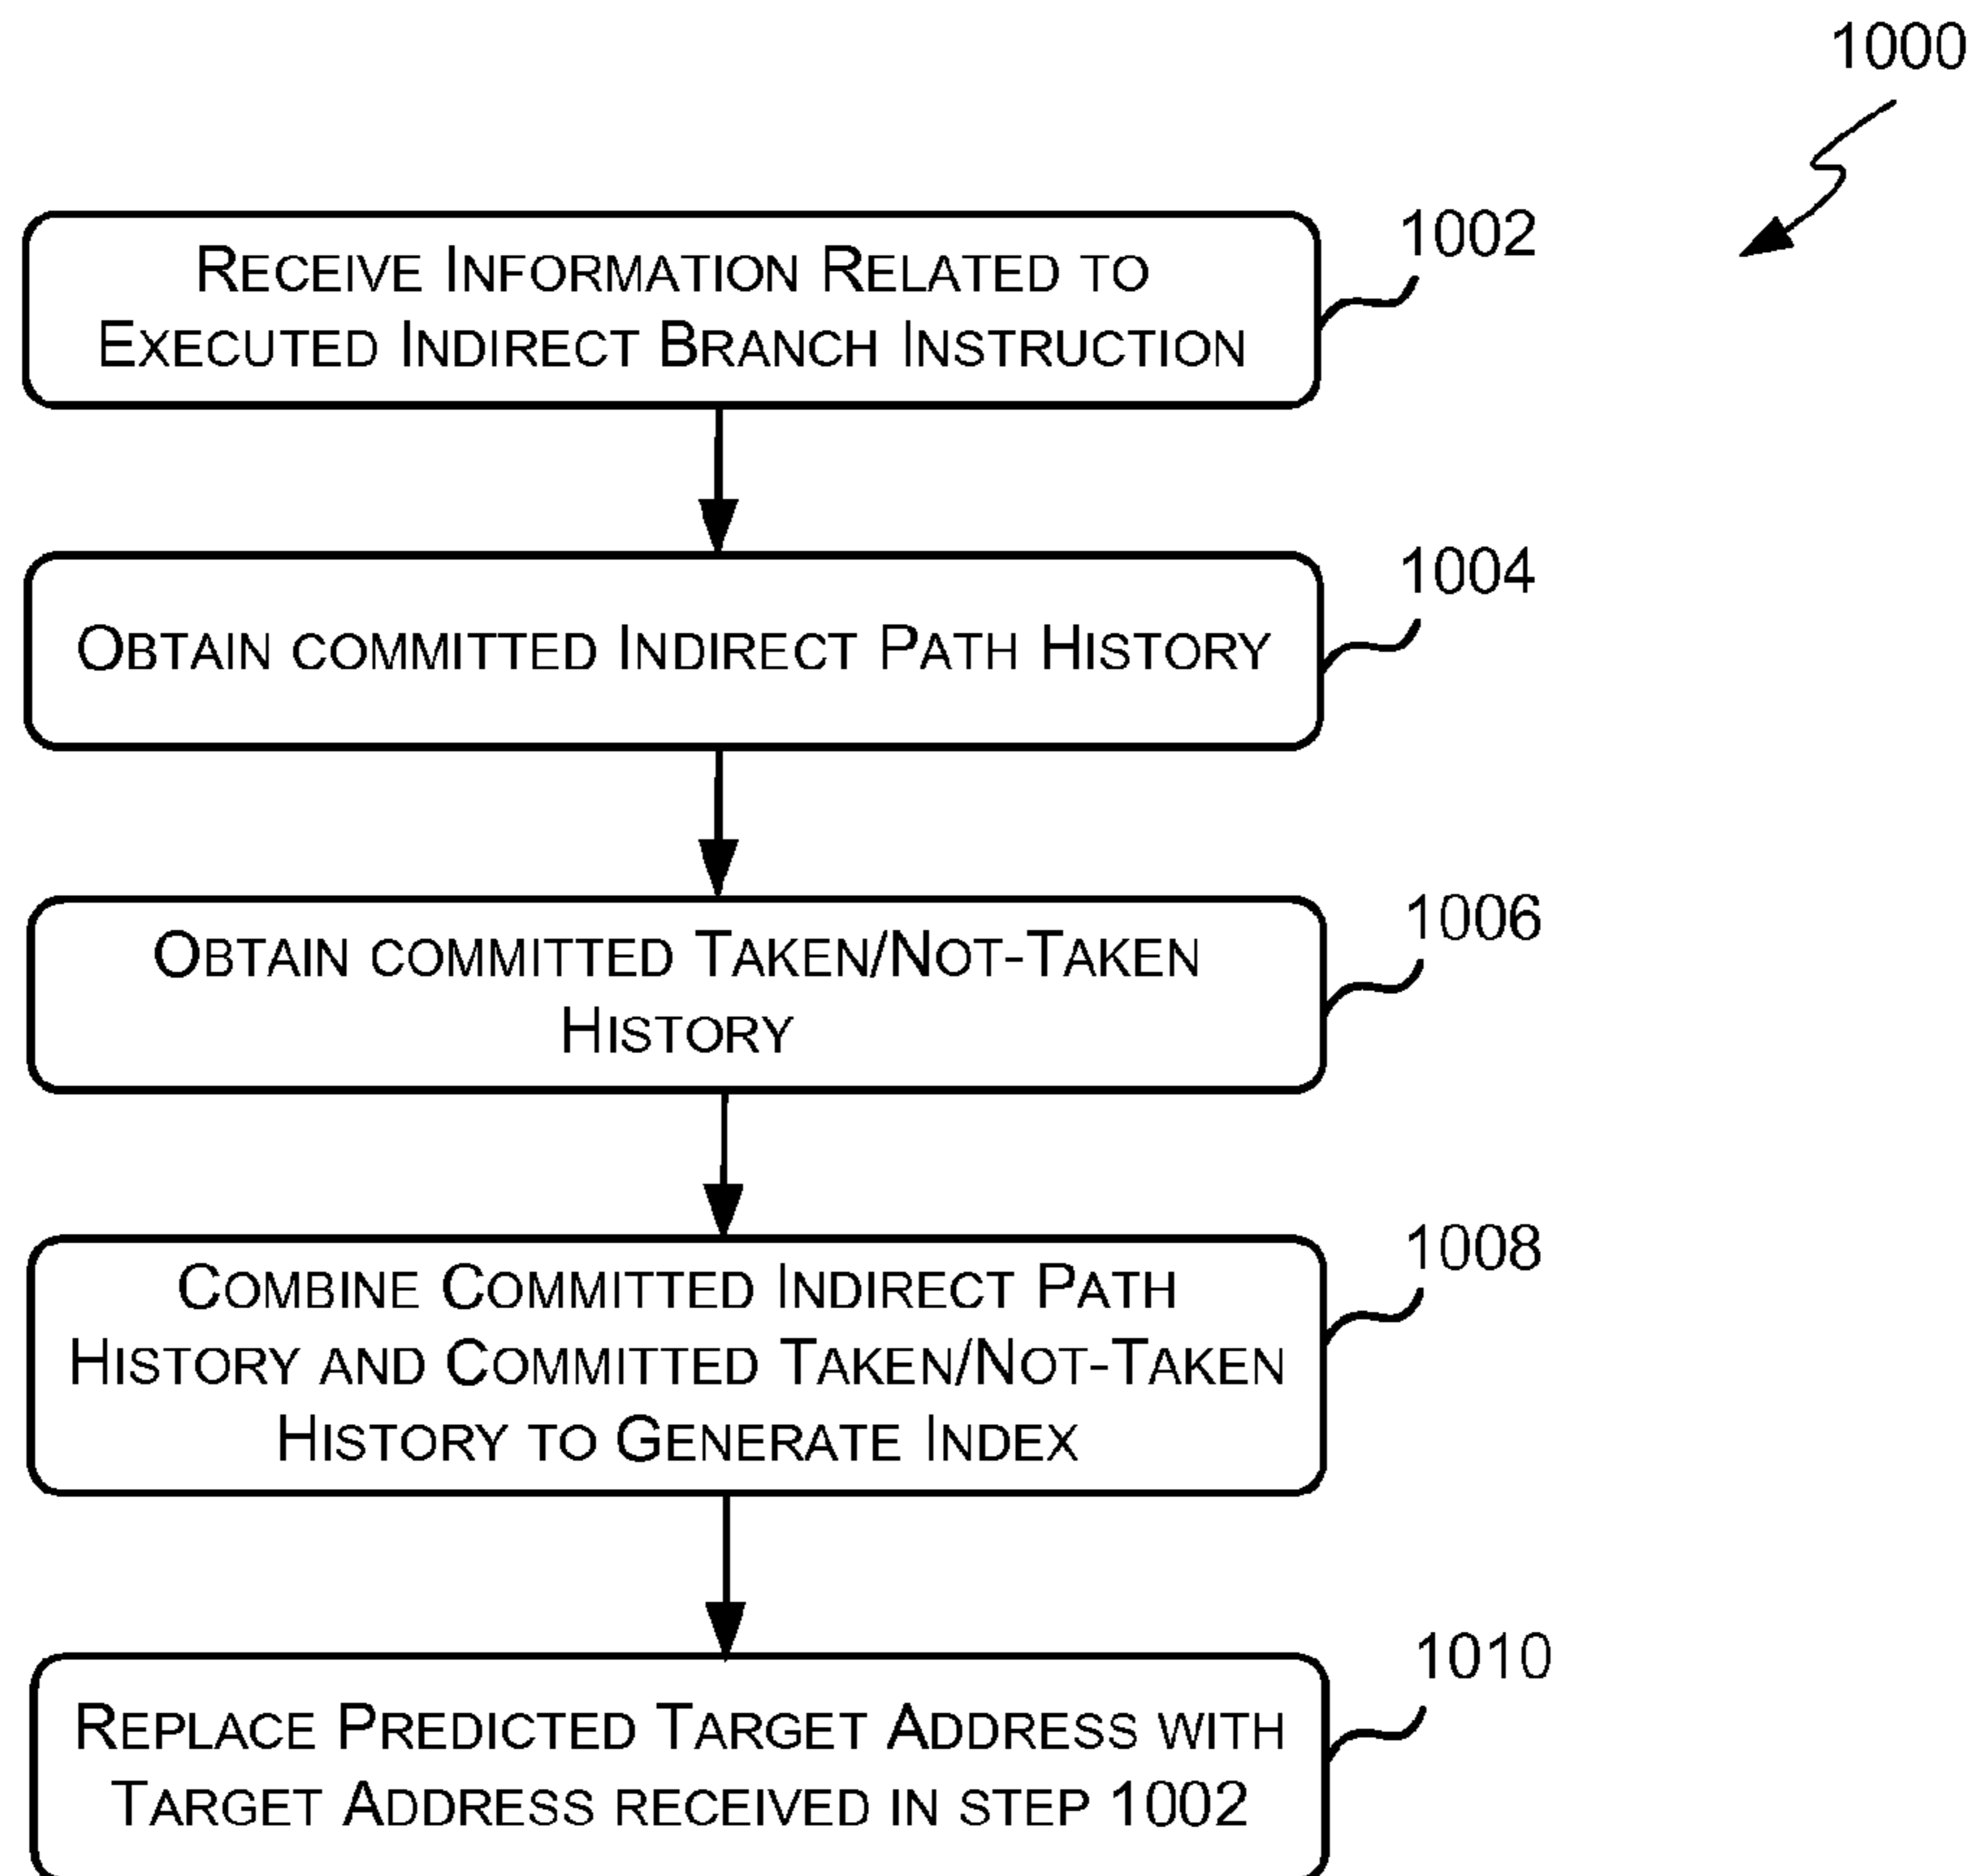 1000
1002
RECEIVE INFORMATION RELATED TO
EXECUTED INDIRECT BRANCH INSTRUCTION
1004
OBTAIN COMMITTED INDIRECT PATH HISTORY
1006
OBTAIN COMMITTED TAKEN/NOT-TAKEN
HISTORY
1008
COMBINE COMMITTED INDIRECT PATH
HISTORY AND COMMITTED TAKEN/NOT-TAKEN
HISTORY TO GENERATE INDEX
1010
REPLACE PREDICTED TARGET ADDRESS WITH
TARGET ADDRESS RECEIVED IN STEP 1002